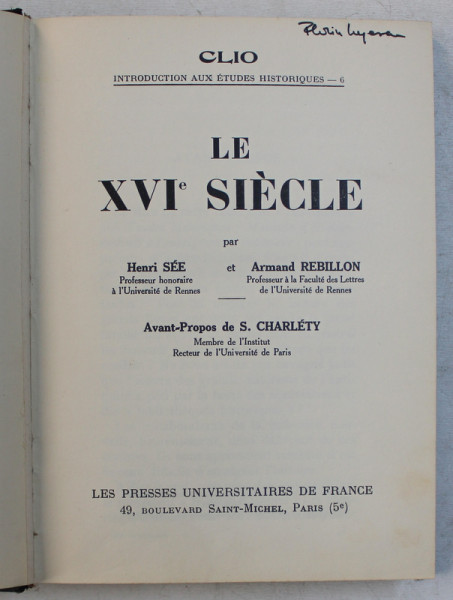 CLIO
INTRODUCTION AUX ÉTUDES HISTORIQUES — 6
LE
XVIe SIÈCLE
par
Henri SÉE et Armand REBILLON
Professeur honoraire Professeur à la Faculté des Lettres
à l'Université de Rennes de l'Université de Rennes
Avant-Propos de S. CHARLÉTY
Membre de l'Institut
Recteur de l'Université de Paris
LES PRESSES UNIVERSITAIRES DE FRANCE
49, BOULEVARD SAINT-MICHEL, PARIS (5e)